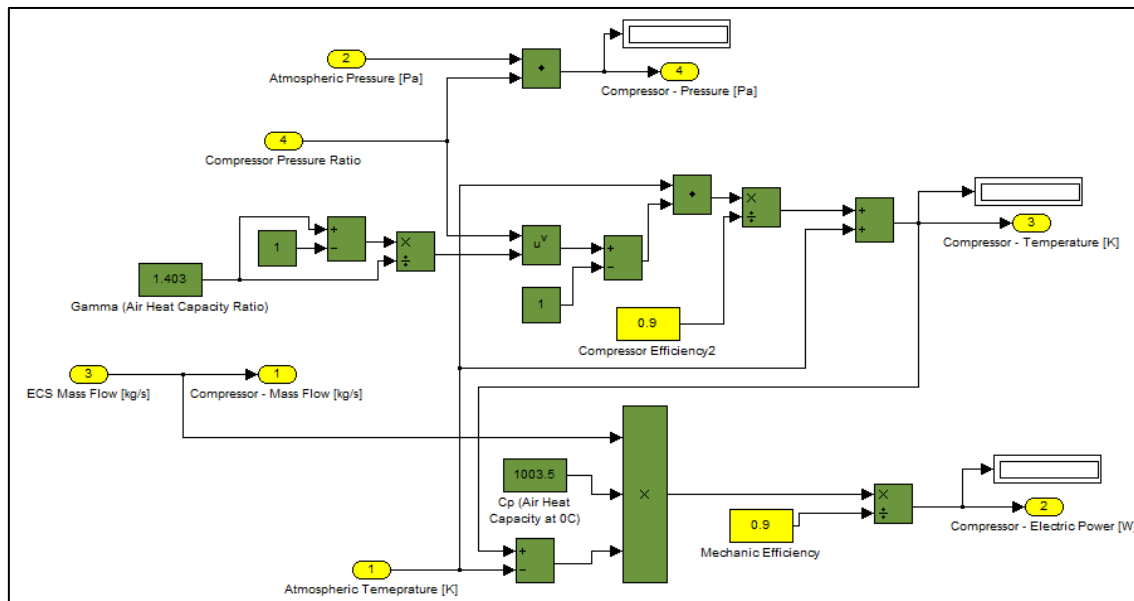 2
Atmospheric Pressure [Pa]
4
Compressor - Pressure [Pa]
4
Compressor Pressure Ratio
+
−
1
×
÷
1.403
Gamma (Air Heat Capacity Ratio)
u^v
+
−
1
×
÷
0.9
Compressor Efficiency2
+
+
3
Compressor - Temperature [K]
3
ECS Mass Flow [kg/s]
1
Compressor - Mass Flow [kg/s]
1003.5
Cp (Air Heat
Capacity at 0C)
×
0.9
Mechanic Efficiency
×
÷
2
Compressor - Electric Power [W]
+
−
1
Atmospheric Temeprature [K]